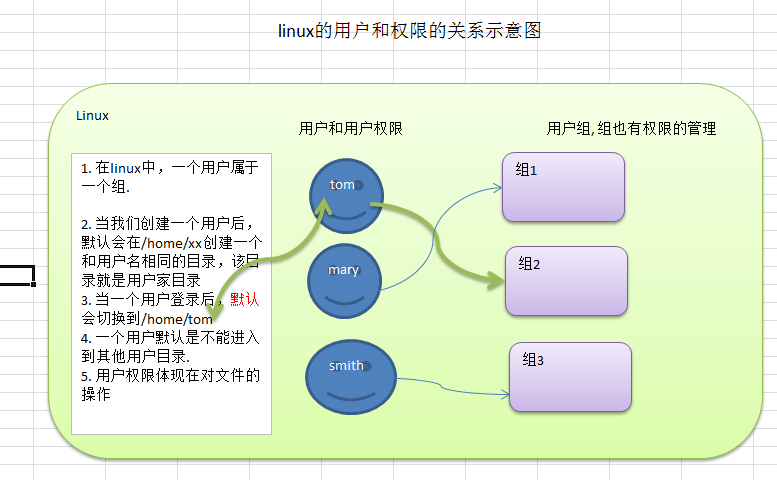 linux的用户和权限的关系示意图
Linux
用户和用户权限
用户组, 组也有权限的管理
1. 在linux中，一个用户属于
一个组.
2. 当我们创建一个用户后，
默认会在/home/xx创建一个
和用户名相同的目录，该目
录就是用户家目录
3. 当一个用户登录后，默认
会切换到/home/tom
4. 一个用户默认是不能进入
到其他用户目录.
5. 用户权限体现在对文件的
操作
tom
mary
smith
组1
组2
组3